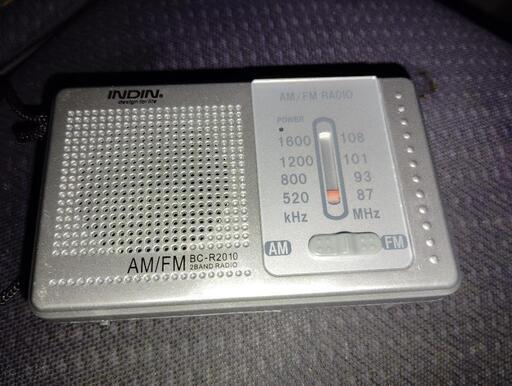 INDIN.
design for life
AM/FM BC-R2010
2BAND RADIO
AM/FM RADIO
POWER
1600 108
1200 101
800 93
520 87
kHz MHz
AM FM